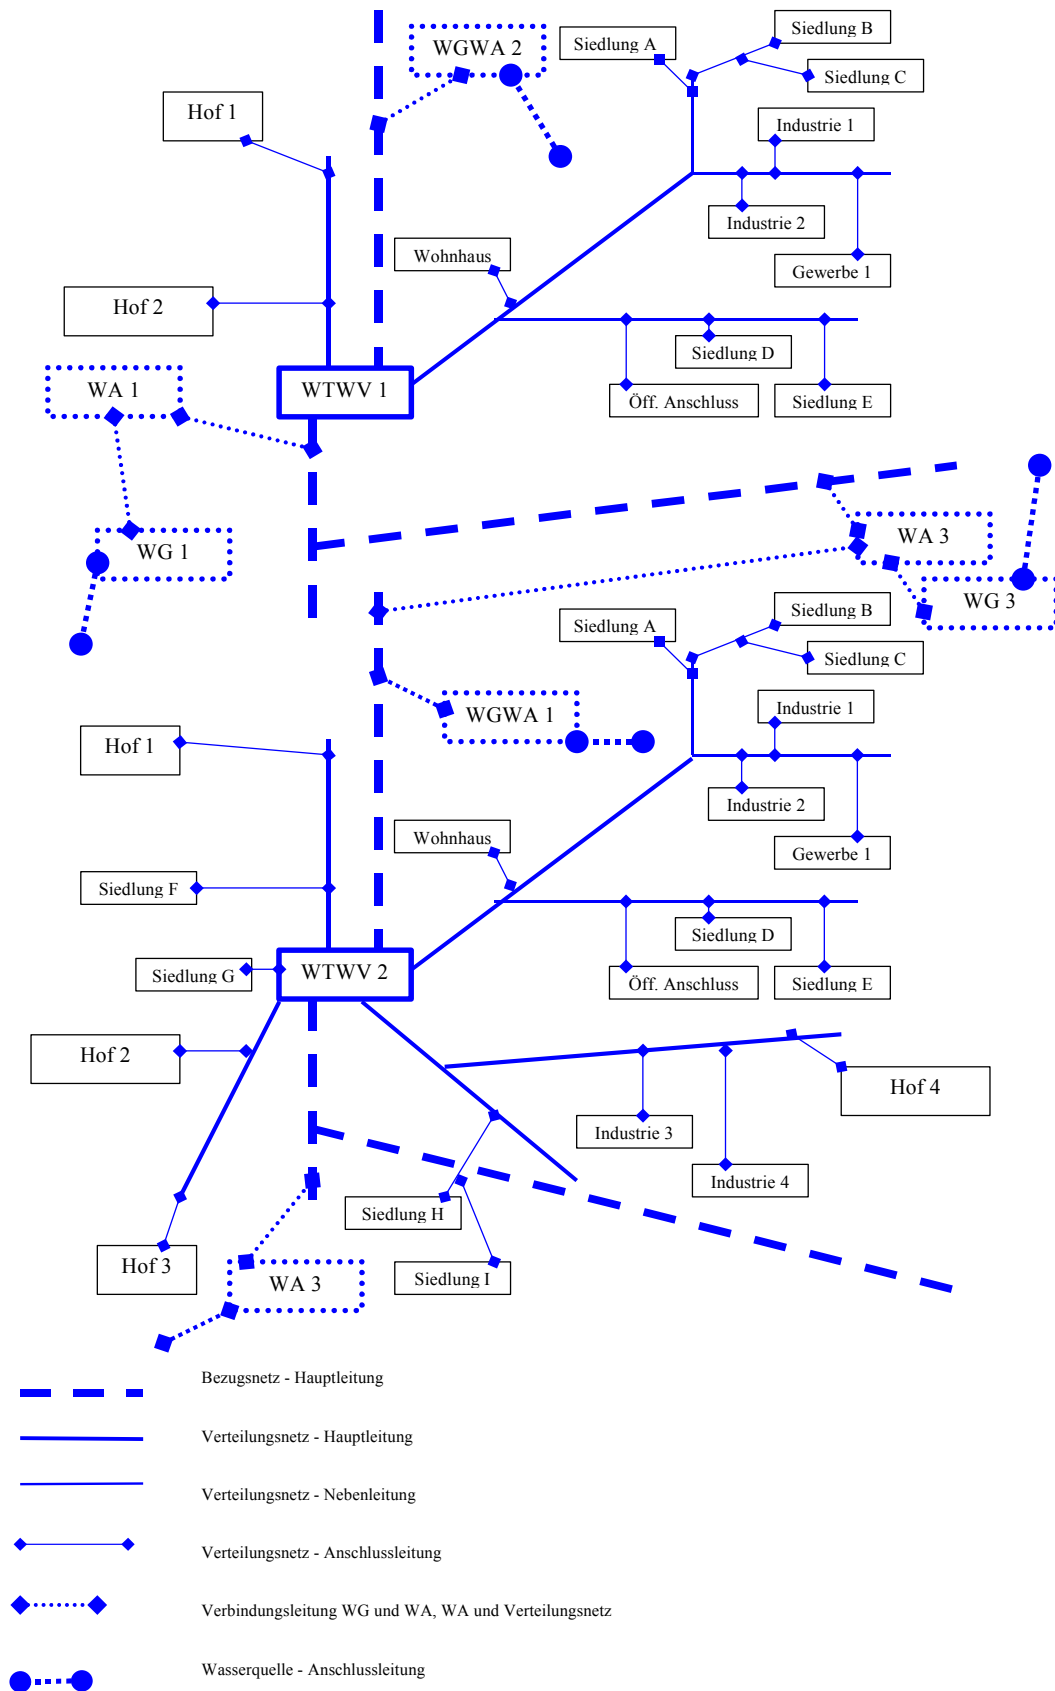 WGWA 2
Siedlung A
Siedlung B
Siedlung C
Hof 1
Industrie 1
Industrie 2
Wohnhaus
Gewerbe 1
Hof 2
Siedlung D
WTWV 1
WA 1
Öff. Anschluss
Siedlung E
WG 1
WA 3
WG 3
Siedlung A
Siedlung B
Siedlung C
WGWA 1
Industrie 1
Hof 1
Industrie 2
Wohnhaus
Gewerbe 1
Siedlung F
Siedlung D
Siedlung G
WTWV 2
Öff. Anschluss
Siedlung E
Hof 2
Hof 4
Industrie 3
Industrie 4
Siedlung H
Hof 3
WA 3
Siedlung I
Bezugsnetz - Hauptleitung
Verteilungsnetz - Hauptleitung
Verteilungsnetz - Nebenleitung
Verteilungsnetz - Anschlussleitung
Verbindungsleitung WG und WA, WA und Verteilungsnetz
Wasserquelle - Anschlussleitung